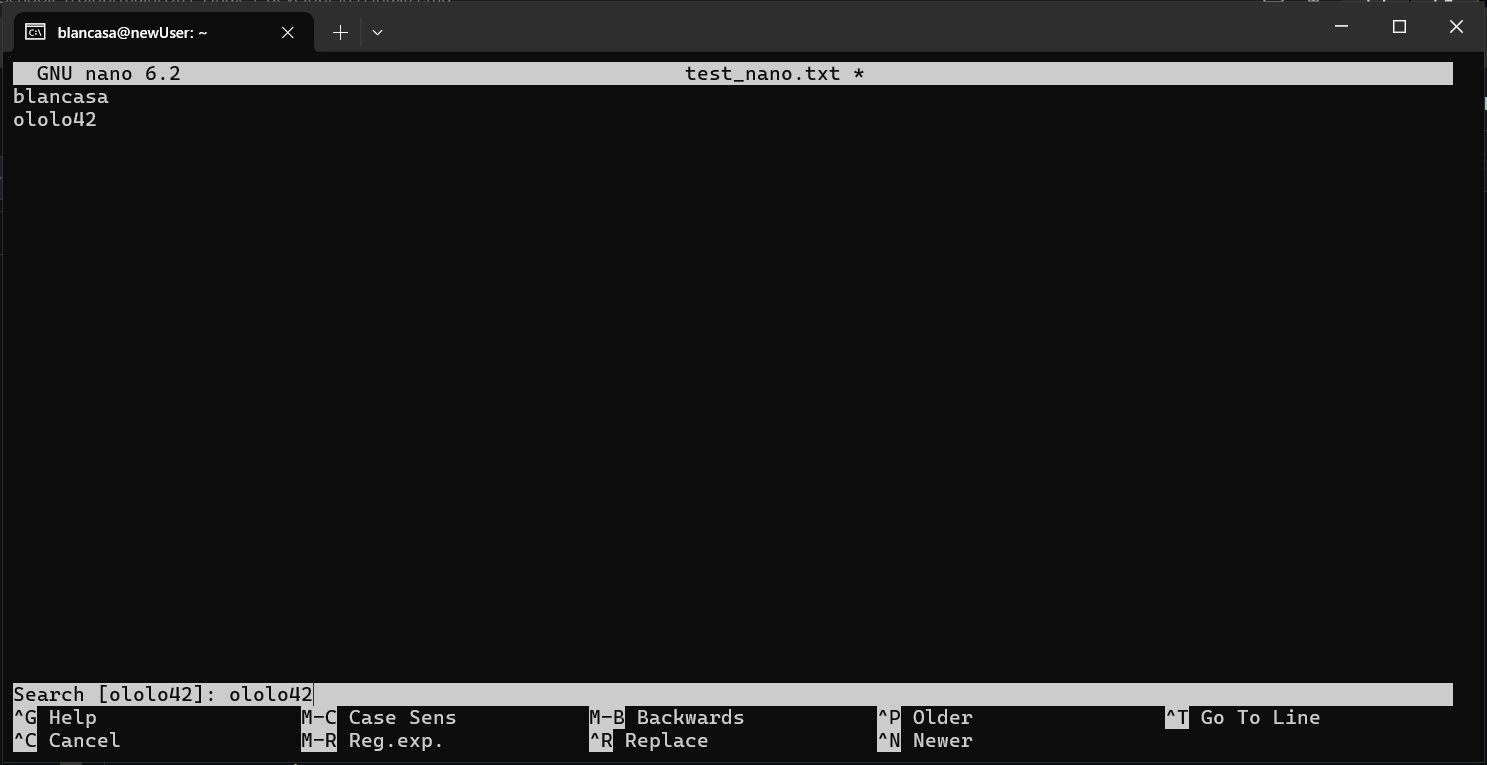 blancasa@newUser: ~
GNU nano 6.2 test_nano.txt *
blancasa
ololo42
Search [ololo42]: ololo42
^G Help M-C Case Sens M-B Backwards ^P Older ^T Go To Line
^C Cancel M-R Reg.exp. ^R Replace ^N Newer